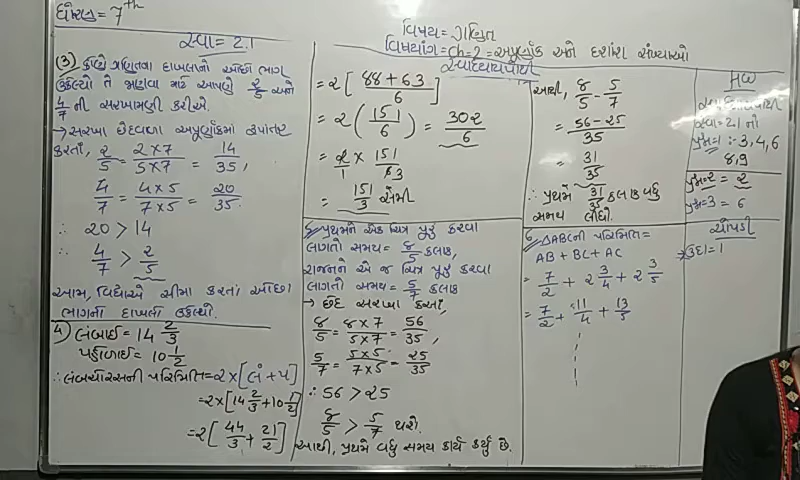 ધોરણ = 7th
વિષય = ગણિત
વિષયાંગ = ch = 2 = અપૂર્ણાંક અને દશાંશ સંખ્યાઓ
સ્વાધ્યાયપોથી
સ્વા = 2.1
(3)
ઉકેલ્યો તે જાણવા માટે આપણે 2/5 અને
4/7 ની સરખામણી કરીએ.
→ સરખા છેદવાળા અપૂર્ણાંકમાં રૂપાંતર
કરતાં, 2/5 = 2×7/5×7 = 14/35,
4/7 = 4×5/7×5 = 20/35.
∴ 20 > 14
∴ 4/7 > 2/5
આમ, વિદ્યાએ સીમા કરતાં ઓછા
ભાગના દાખલા ઉકેલ્યો.
4) લંબાઈ = 14 2/3
પહોળાઈ = 10 1/2
∴ લંબચોરસની પરિમિતિ = 2×[લં + પ]
= 2×[14 2/3 + 10 1/2]
= 2[44/3 + 21/2]
= 2[88+63/6]
= 2(151/6) = 302/6
= 2/1 × 151/63
= 151/3 સેમી
પ્રથમને એક ચિત્ર પૂરું કરવા
લાગતો સમય = 8/5 કલાક,
રાજનને એ જ ચિત્ર પૂરું કરવા
લાગતો સમય = 5/7 કલાક
→ છેદ સરખા કરતાં,
8/5 = 8×7/5×7 = 56/35,
5/7 = 5×5/7×5 = 25/35
∴ 56 > 25
8/5 > 5/7 થશે.
આથી, પ્રથમે વધુ સમય કાર્ય કર્યું છે.
આથી, 8/5 - 5/7
= 56-25/35
= 31/35
∴ પ્રથમે 31/35 કલાક વધુ
સમય લીધો.
6. △ABCની પરિમિતિ =
AB + BC + AC
= 7/2 + 2 3/4 + 2 3/5
= 7/2 + 11/4 + 13/5
સ્વા = 2.1 નો
પ્રશ્ન=1 :- 3,4,6
8,9
પ્રશ્ન=2 = 2
પ્રશ્ન=3 = 6
ચોપડી
ઉદા = 1